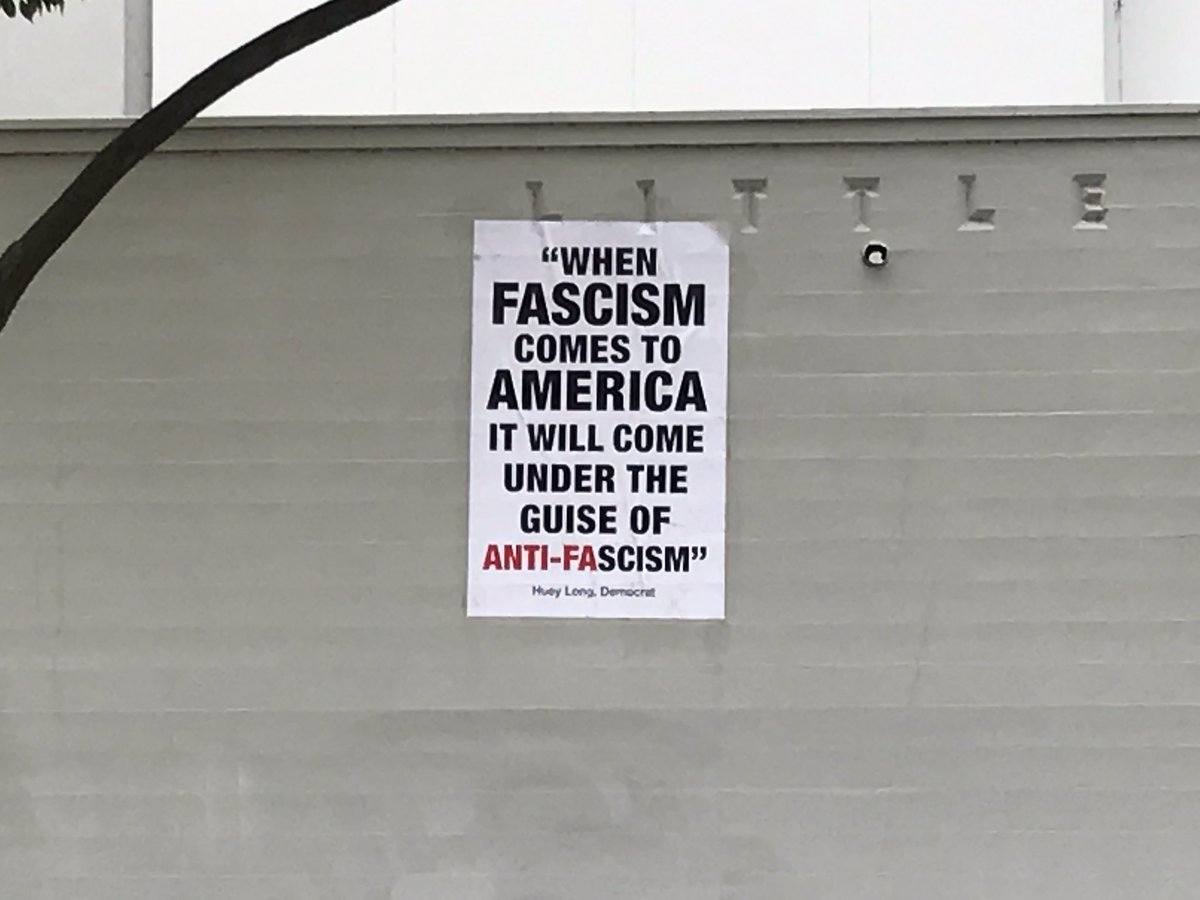 LITTLE
“WHEN
FASCISM
COMES TO
AMERICA
IT WILL COME
UNDER THE
GUISE OF
ANTI-FASCISM”
Huey Long, Democrat